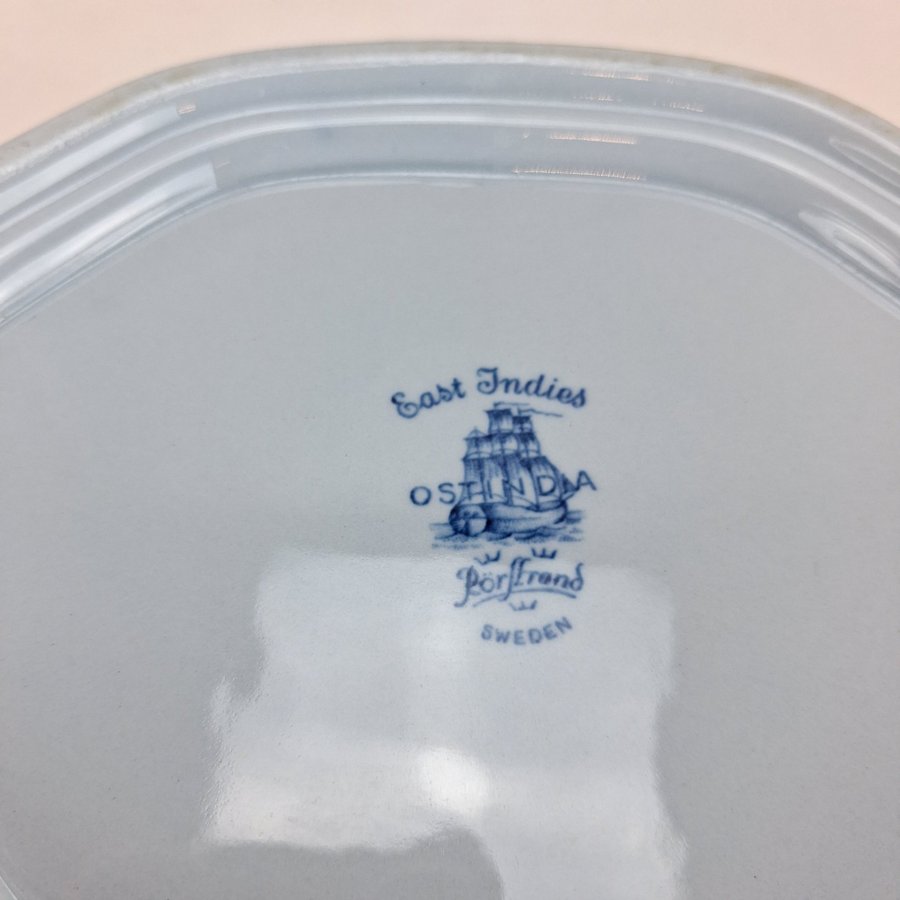 East Indies
OSTINDIA
Rörstrand
SWEDEN